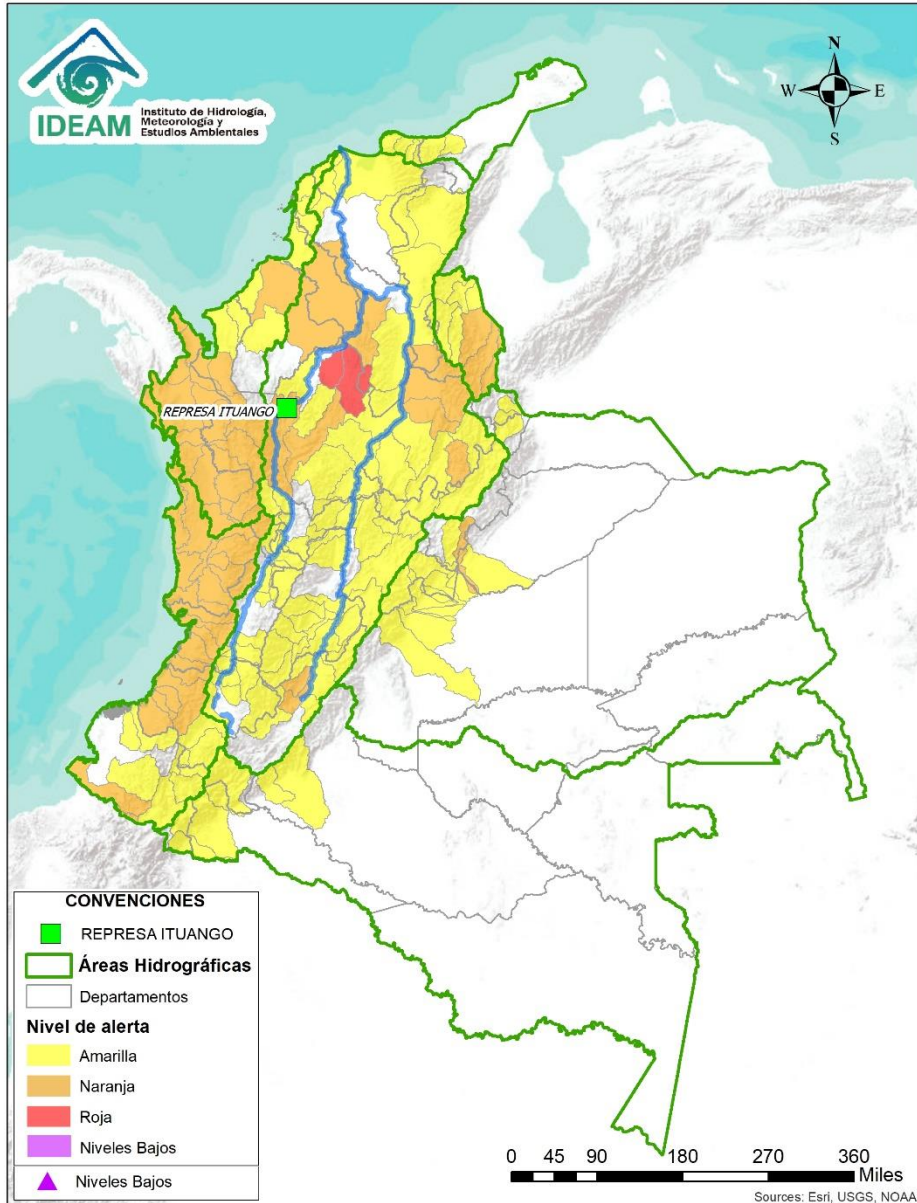 IDEAM
Instituto de Hidrología,
Meteorología y
Estudios Ambientales
N
W
E
S
REPRESA ITUANGO
CONVENCIONES
REPRESA ITUANGO
Áreas Hidrográficas
Departamentos
Nivel de alerta
Amarilla
Naranja
Roja
Niveles Bajos
Niveles Bajos
0 45 90 180 270 360
Miles
Sources: Esri, USGS, NOAA